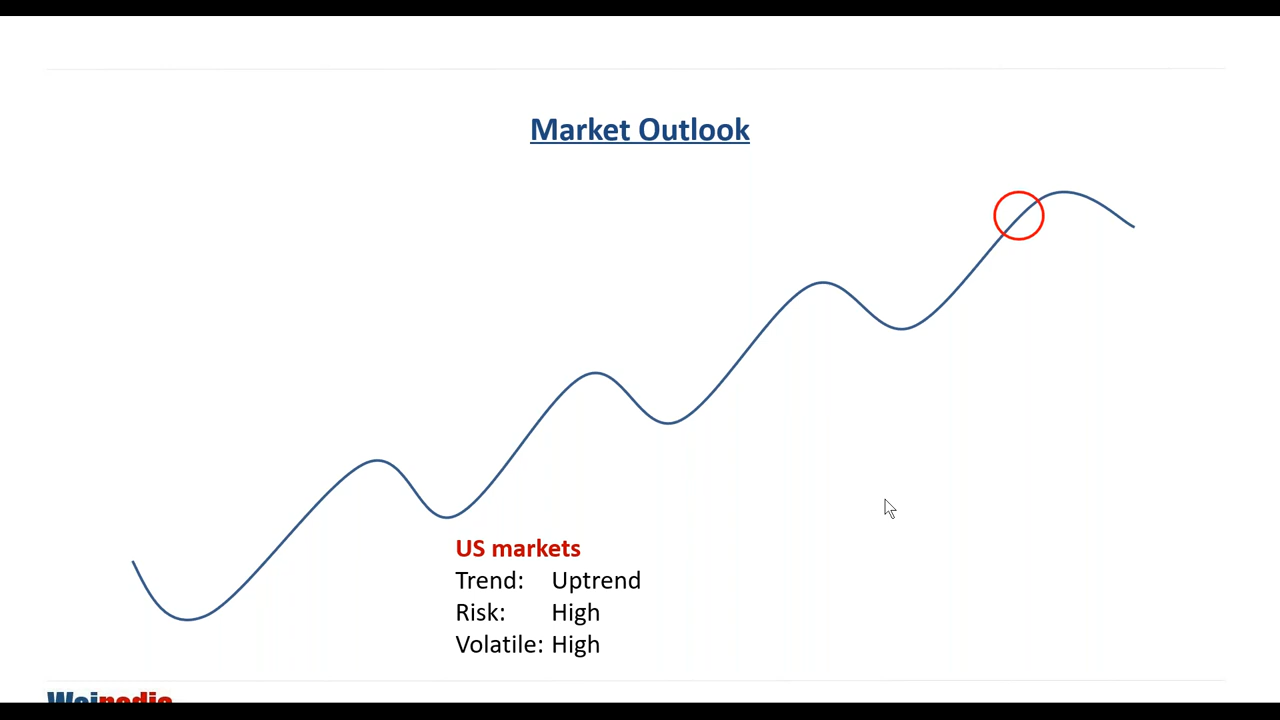 Market Outlook
US markets
Trend: Uptrend
Risk: High
Volatile: High